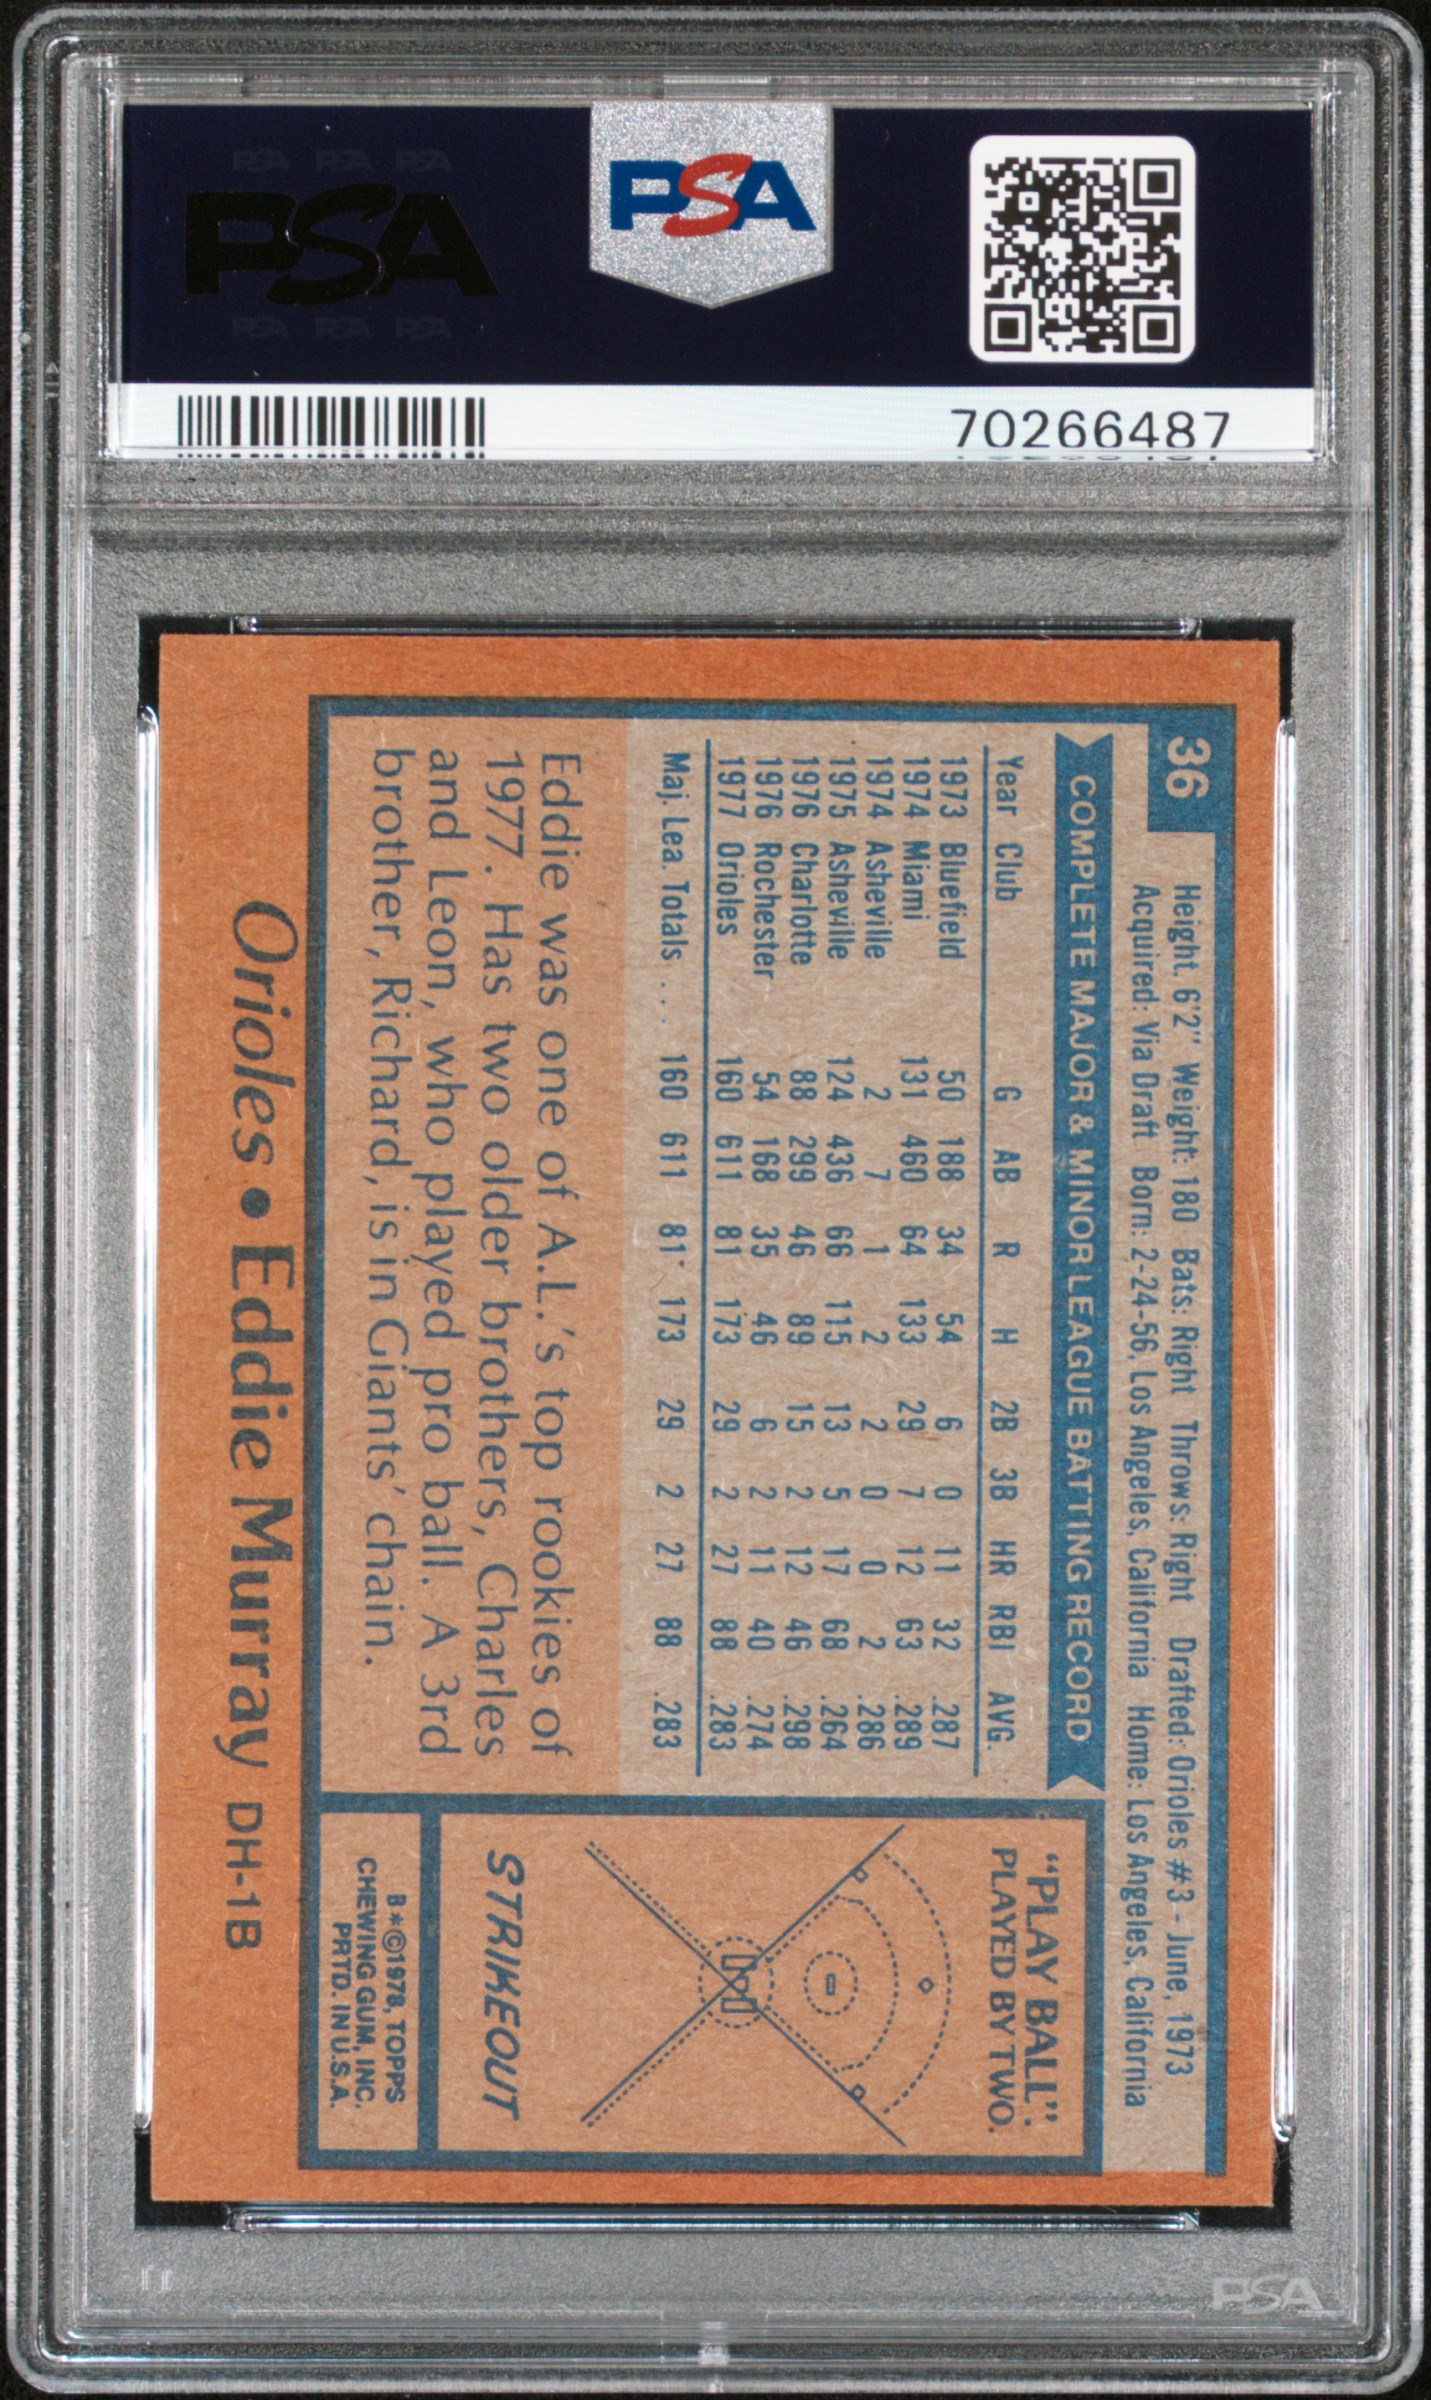 PSA PSA PSA
PSA
PSA PSA PSA
PSA
70266487
36
Height: 6'2" Weight: 180 Bats: Right Throws: Right Drafted: Orioles #3 - June, 1973
Acquired: Via Draft Born: 2-24-56, Los Angeles, California Home: Los Angeles, California
COMPLETE MAJOR & MINOR LEAGUE BATTING RECORD
Year Club G AB R H 2B 3B HR RBI AVG.
1973 Bluefield 50 188 34 54 6 0 11 32 .287
1974 Miami 131 460 64 133 29 7 12 63 .289
1974 Asheville 2 7 1 2 2 0 0 2 .286
1975 Asheville 124 436 66 115 13 5 17 68 .264
1976 Charlotte 88 299 46 89 15 2 12 46 .298
1976 Rochester 54 168 35 46 6 2 11 40 .274
1977 Orioles 160 611 81 173 29 2 27 88 .283
Maj. Lea. Totals . . . . 160 611 81 173 29 2 27 88 .283
Eddie was one of A.L.'s top rookies of
1977. Has two older brothers, Charles
and Leon, who played pro ball. A 3rd
brother, Richard, is in Giants' chain.
"PLAY BALL":
PLAYED BY TWO.
STRIKEOUT
B*©1978, TOPPS
CHEWING GUM, INC.
PRTD. IN U.S.A.
Orioles • Eddie Murray DH-1B
PSA